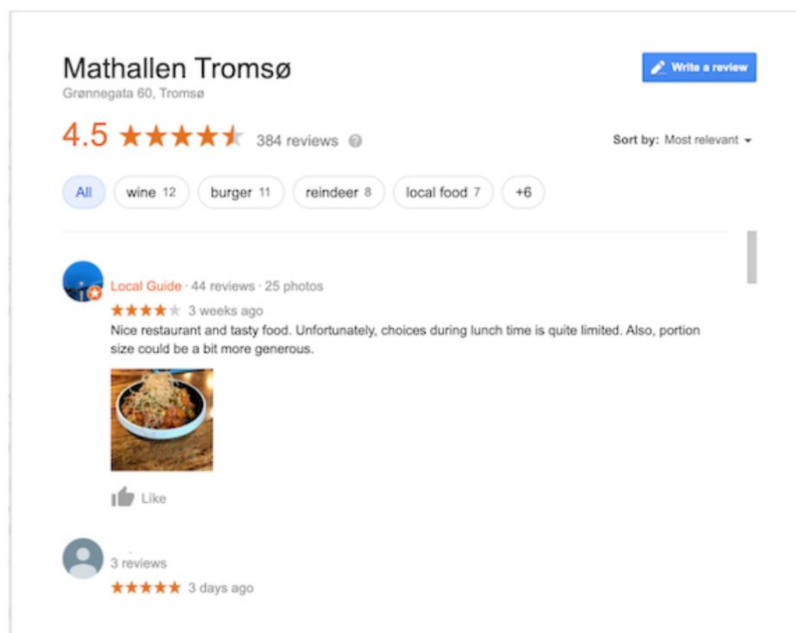 Mathallen Tromsø
Write a review
Grønnegata 60, Tromsø
4.5
384 reviews
Sort by: Most relevant
All
wine 12
burger 11
reindeer 8
local food 7
+6
Local Guide · 44 reviews · 25 photos
3 weeks ago
Nice restaurant and tasty food. Unfortunately, choices during lunch time is quite limited. Also, portion
size could be a bit more generous.
Like
3 reviews
3 days ago